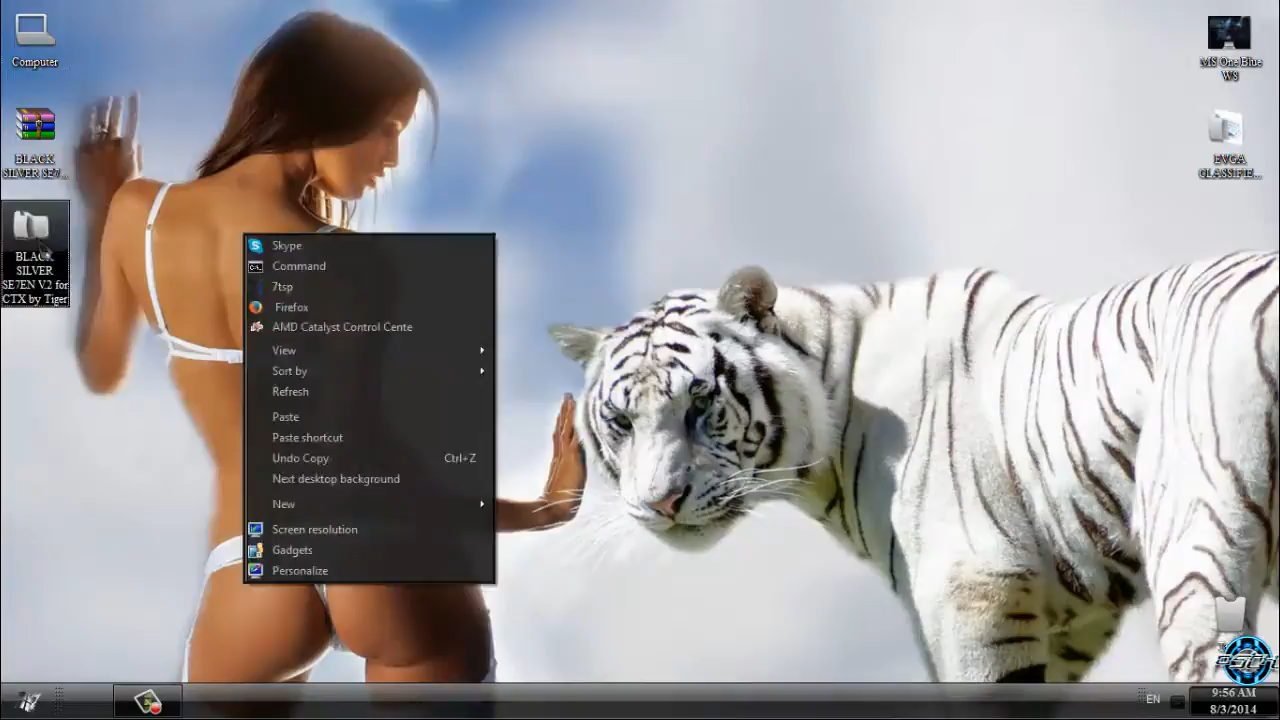 Computer
BLACK
SILVER SE7...
BLACK
SILVER
SE7EN V.2 for
CTX by Tiger
Skype
Command
7tsp
Firefox
AMD Catalyst Control Cente
View
Sort by
Refresh
Paste
Paste shortcut
Undo Copy Ctrl+Z
Next desktop background
New
Screen resolution
Gadgets
Personalize
MS One Blue
W8
EVGA
CLASSIFIE...
EN
9:56 AM
8/3/2014